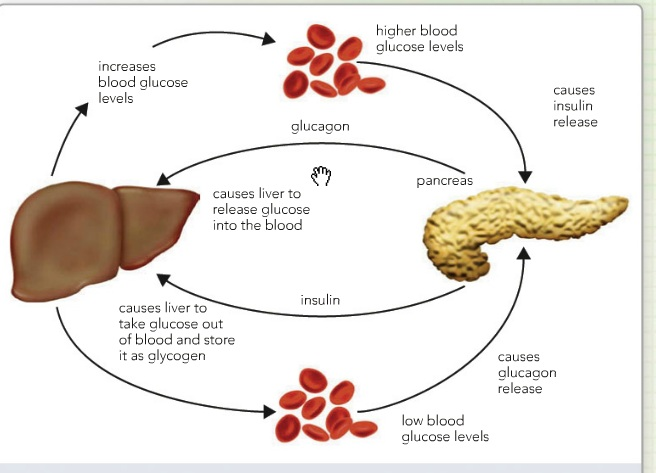 higher blood
glucose levels
increases
blood glucose
levels
causes
insulin
release
glucagon
pancreas
causes liver to
release glucose
into the blood
insulin
causes liver to
take glucose out
of blood and store
it as glycogen
causes
glucagon
release
low blood
glucose levels